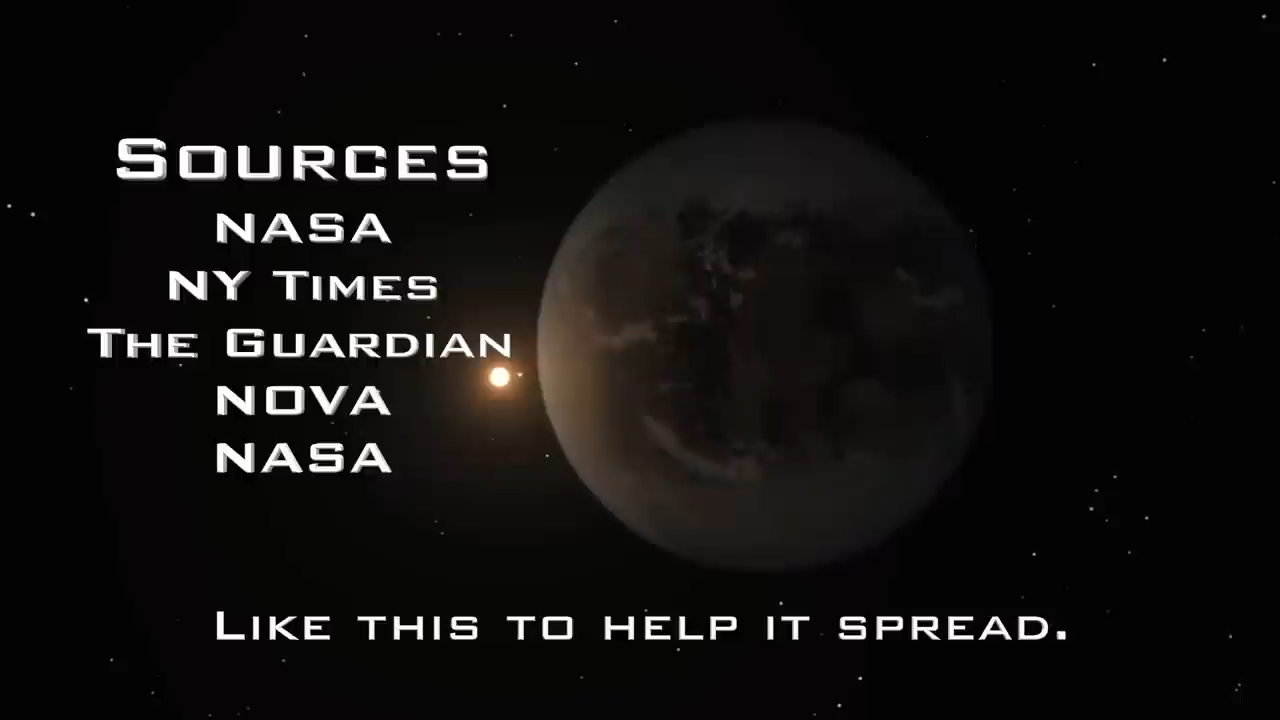 Sources
NASA
NY Times
The Guardian
NOVA
NASA
Like this to help it spread.